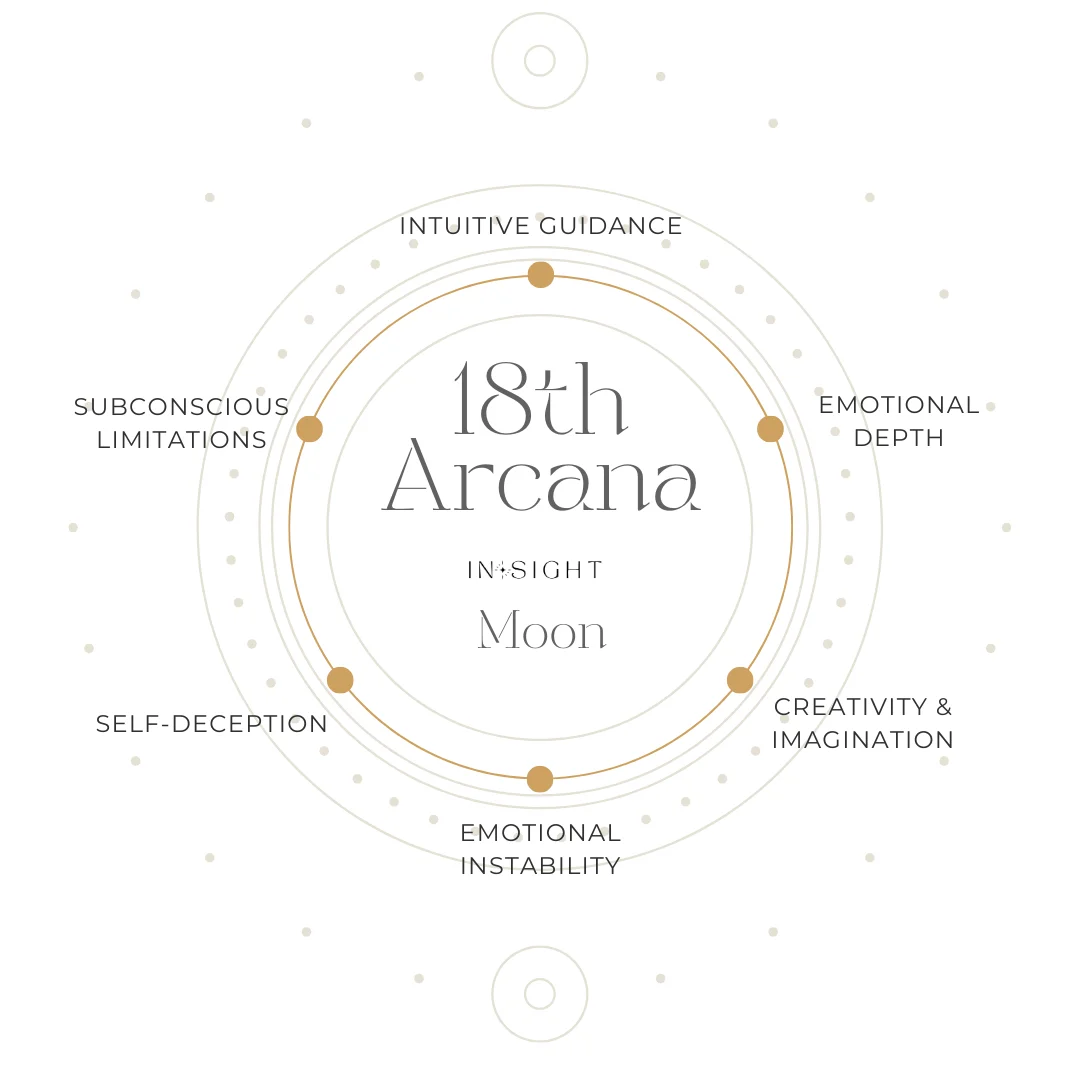 INTUITIVE GUIDANCE
SUBCONSCIOUS
LIMITATIONS
EMOTIONAL
DEPTH
18th
Arcana
INSIGHT
Moon
SELF-DECEPTION
CREATIVITY &
IMAGINATION
EMOTIONAL
INSTABILITY